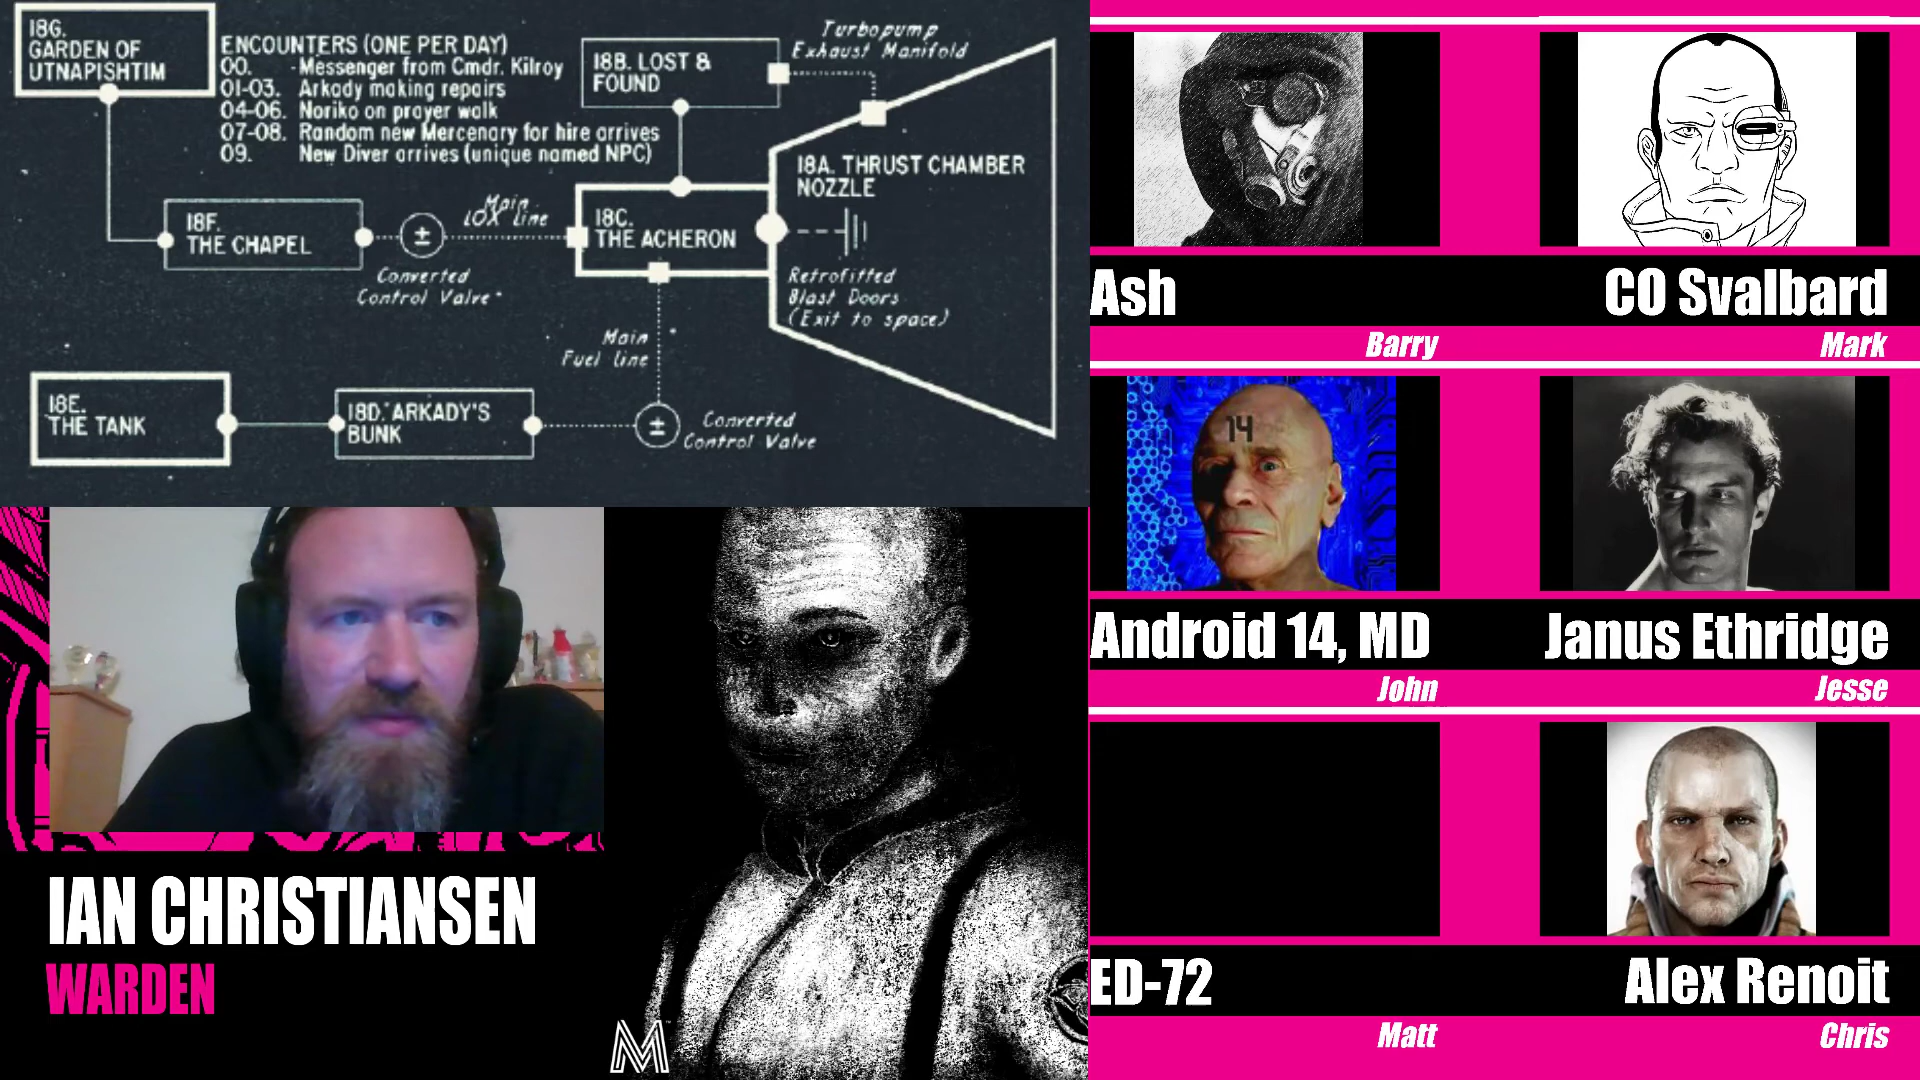 18G.
GARDEN OF
UTNAPISHTIM
ENCOUNTERS (ONE PER DAY)
00. - Messenger from Cmdr. Kilroy
01-03. Arkady making repairs
04-06. Noriko on prayer walk
07-08. Random new Mercenary for hire arrives
09. New Diver arrives (unique named NPC)
18B. LOST &
FOUND
Turbopump
Exhaust Manifold
18A. THRUST CHAMBER
NOZZLE
18F.
THE CHAPEL
±
Main
LOX line
18C.
THE ACHERON
Converted
Control Valve
Retrofitted
Blast Doors
(Exit to space)
Main
Fuel line
18E.
THE TANK
18D. ARKADY'S
BUNK
±
Converted
Control Valve
IAN CHRISTIANSEN
WARDEN
M
Ash
Barry
CO Svalbard
Mark
14
Android 14, MD
John
Janus Ethridge
Jesse
ED-72
Matt
Alex Renoit
Chris